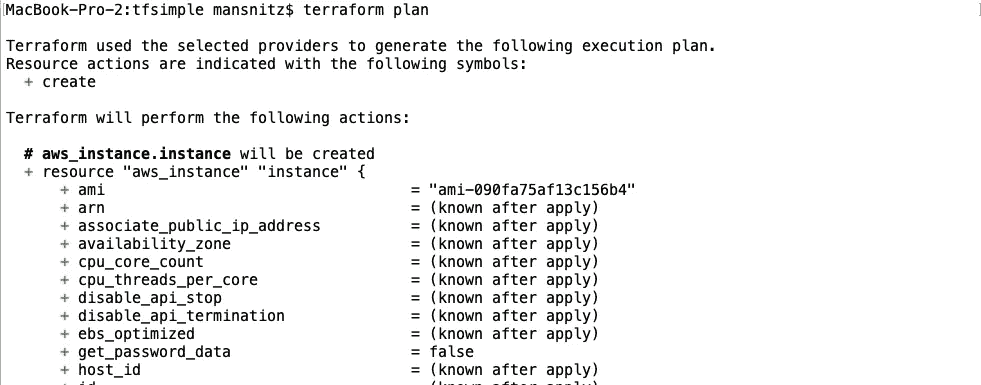 MacBook-Pro-2:tfsimple mansnitz$ terraform plan
Terraform used the selected providers to generate the following execution plan.
Resource actions are indicated with the following symbols:
+ create
Terraform will perform the following actions:
# aws_instance.instance will be created
+ resource "aws_instance" "instance" {
+ ami = "ami-090fa75af13c156b4"
+ arn = (known after apply)
+ associate_public_ip_address = (known after apply)
+ availability_zone = (known after apply)
+ cpu_core_count = (known after apply)
+ cpu_threads_per_core = (known after apply)
+ disable_api_stop = (known after apply)
+ disable_api_termination = (known after apply)
+ ebs_optimized = (known after apply)
+ get_password_data = false
+ host_id = (known after apply)